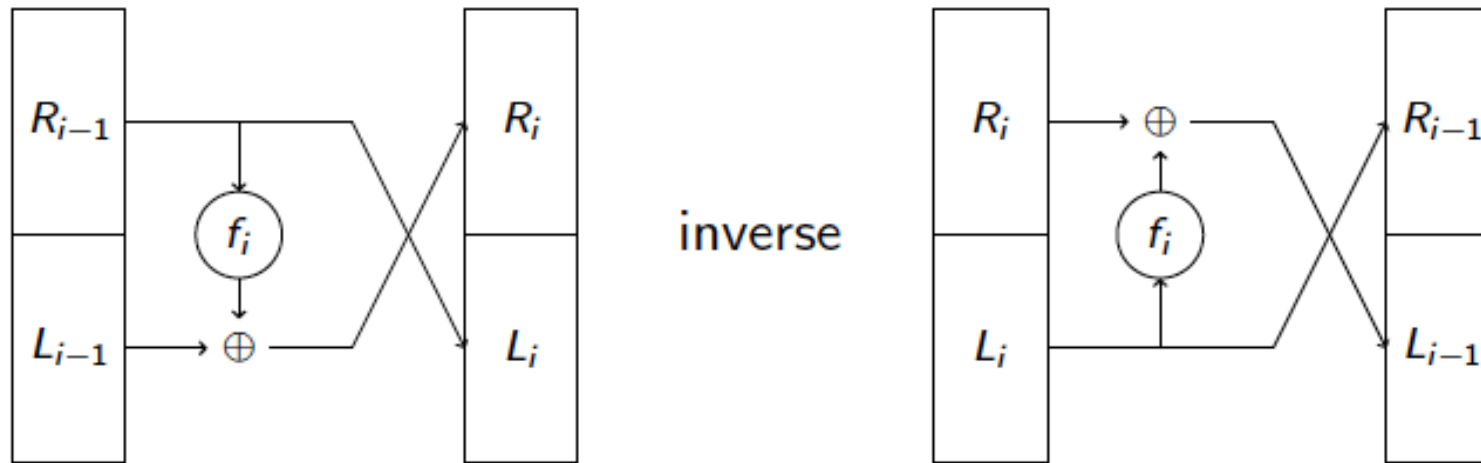 R_{i−1} R_i R_i ⊕ R_{i−1}
f_i inverse f_i
L_{i−1} ⊕ L_i L_i L_{i−1}